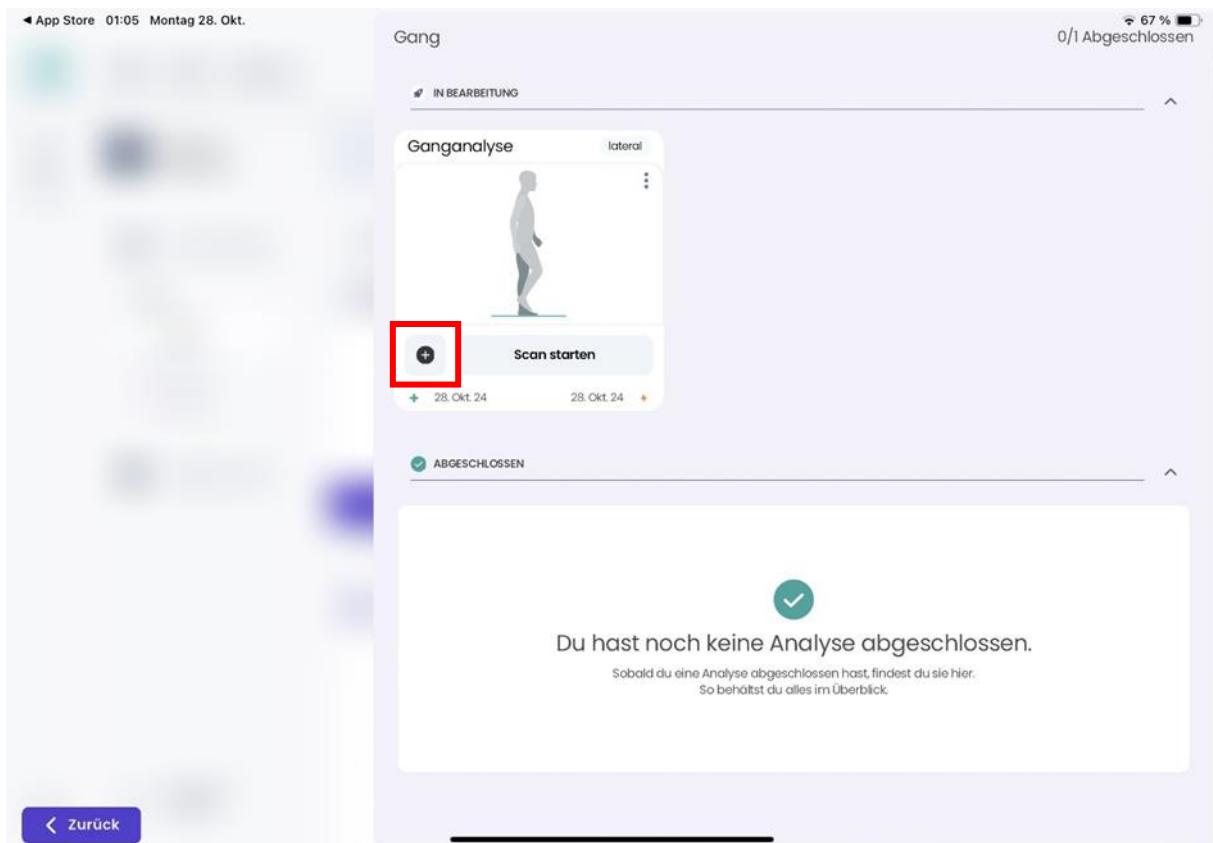 App Store 01:05 Montag 28. Okt.
67 %
Gang
0/1 Abgeschlossen
IN BEARBEITUNG
Ganganalyse
lateral
Scan starten
28. Okt. 24
28. Okt. 24
ABGESCHLOSSEN
Du hast noch keine Analyse abgeschlossen.
Sobald du eine Analyse abgeschlossen hast, findest du sie hier.
So behältst du alles im Überblick.
Zurück